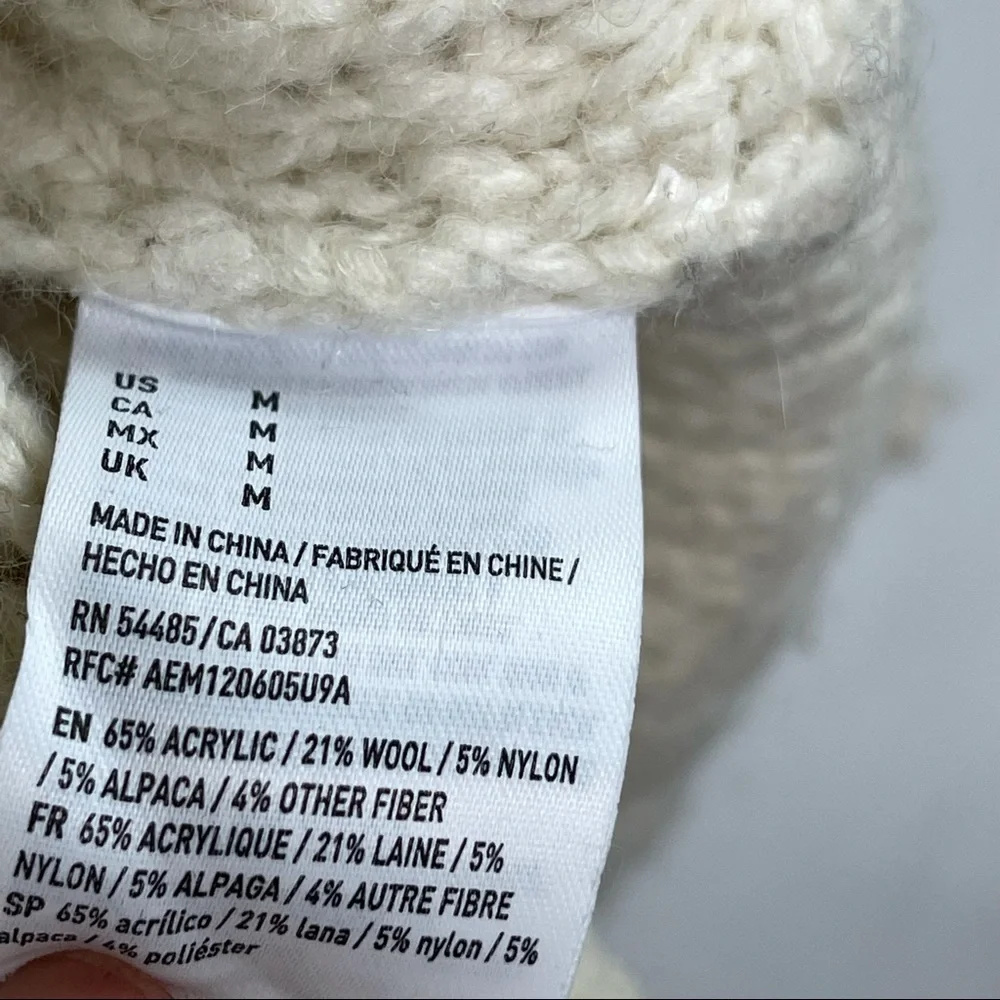 US M
CA M
MX M
UK M
MADE IN CHINA / FABRIQUÉ EN CHINE /
HECHO EN CHINA
RN 54485/CA 03873
RFC# AEM120605U9A
EN 65% ACRYLIC / 21% WOOL / 5% NYLON
/ 5% ALPACA / 4% OTHER FIBER
FR 65% ACRYLIQUE / 21% LAINE / 5%
NYLON / 5% ALPAGA / 4% AUTRE FIBRE
SP 65% acrílico / 21% lana / 5% nylon / 5%
alpaca / 4% poliéster